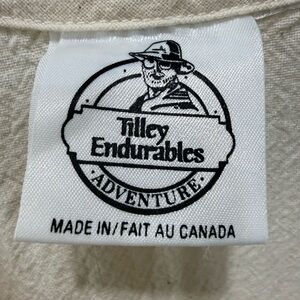 Tilley
Endurables
·ADVENTURE·
MADE IN/FAIT AU CANADA